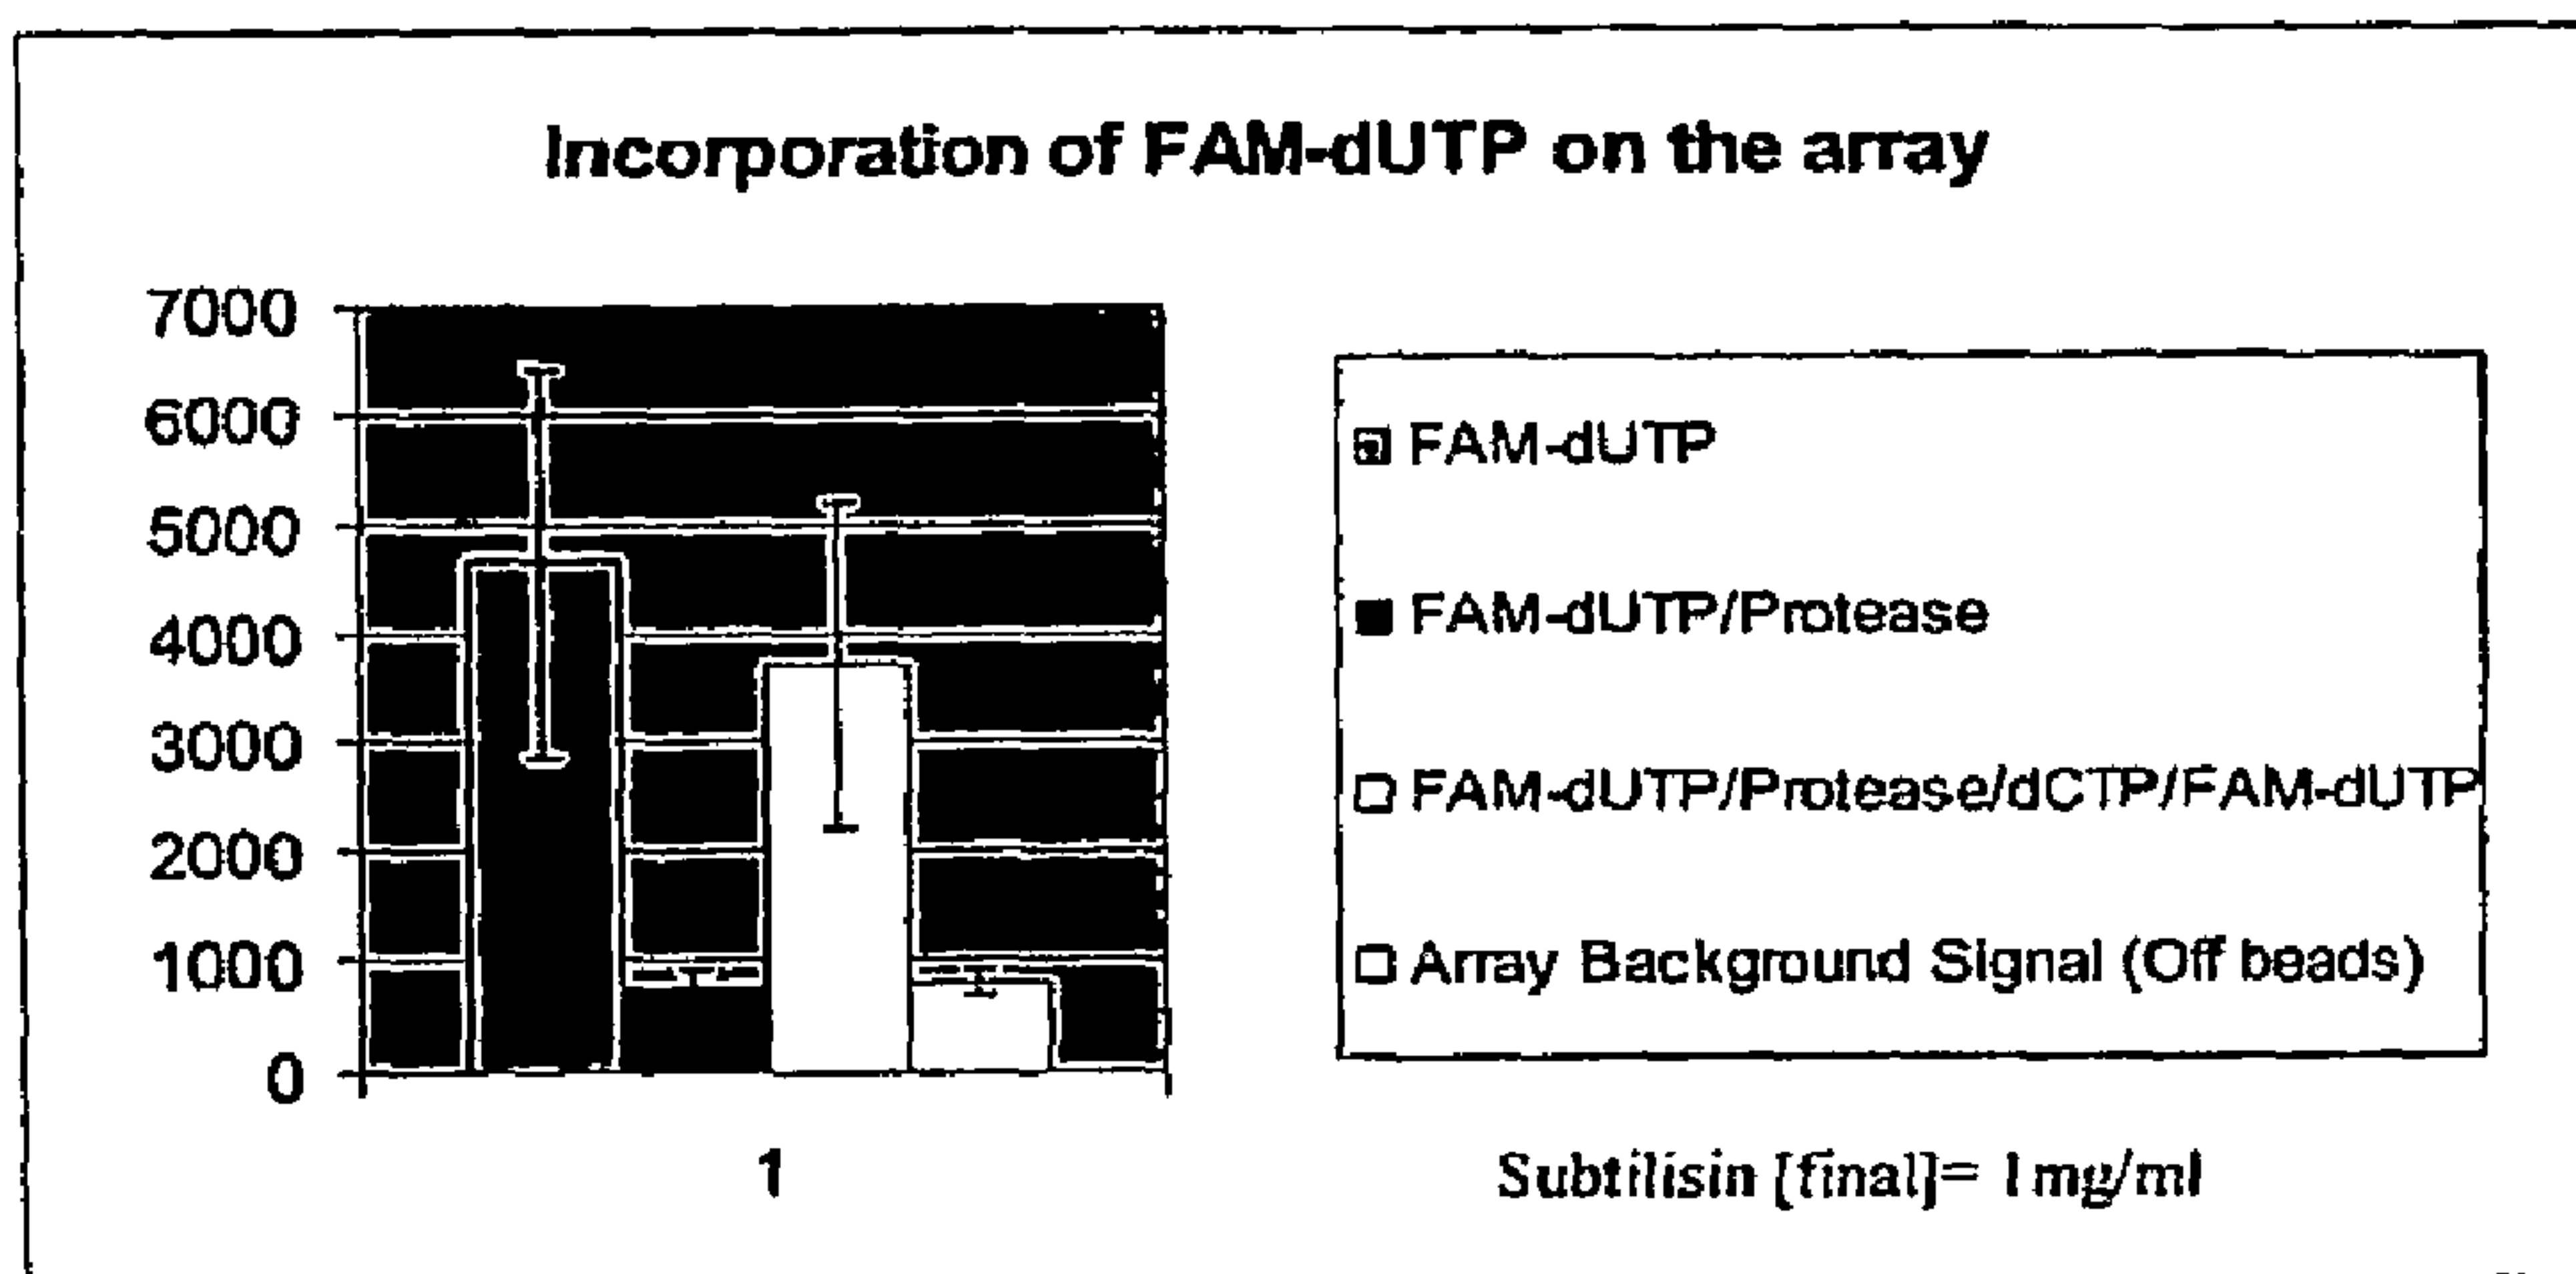 Incorporation of FAM-dUTP on the array
7000
6000
5000
4000
3000
2000
1000
0
1
FAM-dUTP
FAM-dUTP/Protease
FAM-dUTP/Protease/dCTP/FAM-dUTP
Array Background Signal (Off beads)
Subtilisin [final]= 1mg/ml